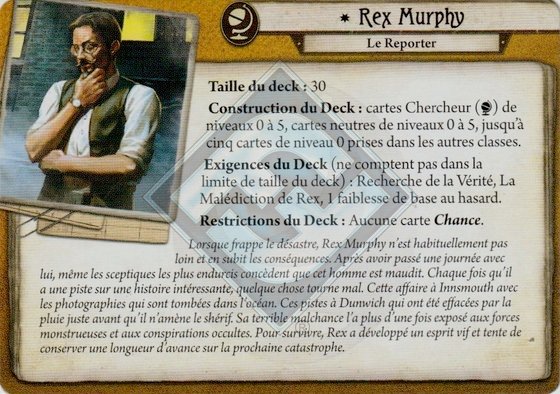 Rex Murphy
Le Reporter
Taille du deck : 30
Construction du Deck : cartes Chercheur () de
niveaux 0 à 5, cartes neutres de niveaux 0 à 5, jusqu'à
cinq cartes de niveau 0 prises dans les autres classes.
Exigences du Deck (ne comptent pas dans la
limite de taille du deck) : Recherche de la Vérité, La
Malédiction de Rex, 1 faiblesse de base au hasard.
Restrictions du Deck : Aucune carte Chance.
Lorsque frappe le désastre, Rex Murphy n'est habituellement pas
loin et en subit les conséquences. Après avoir passé une journée avec
lui, même les sceptiques les plus endurcis concèdent que cet homme est maudit. Chaque fois qu'il
a une piste sur une histoire intéressante, quelque chose tourne mal. Cette affaire à Innsmouth avec
les photographies qui sont tombées dans l'océan. Ces pistes à Dunwich qui ont été effacées par la
pluie juste avant qu'il n'amène le shérif. Sa terrible malchance l'a plus d'une fois exposé aux forces
monstrueuses et aux conspirations occultes. Pour survivre, Rex a développé un esprit vif et tente de
conserver une longueur d'avance sur la prochaine catastrophe.